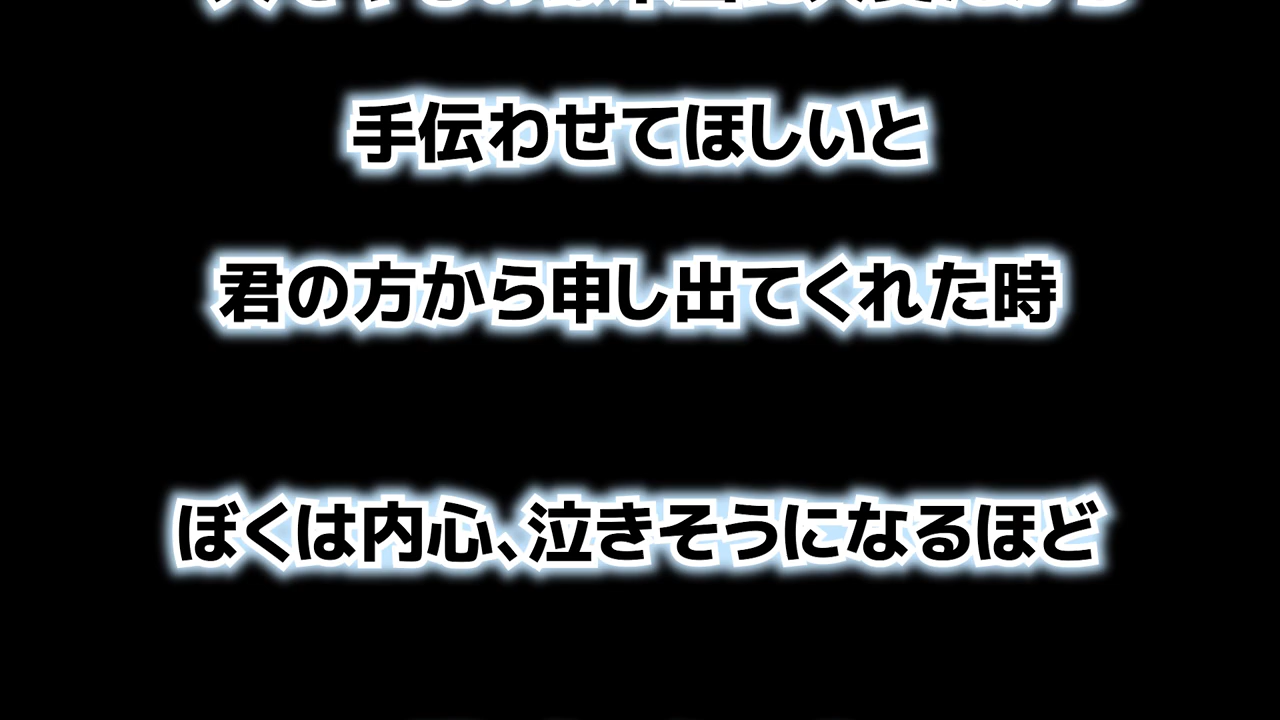 手伝わせてほしいと
君の方から申し出てくれた時
ぼくは内心、泣きそうになるほど